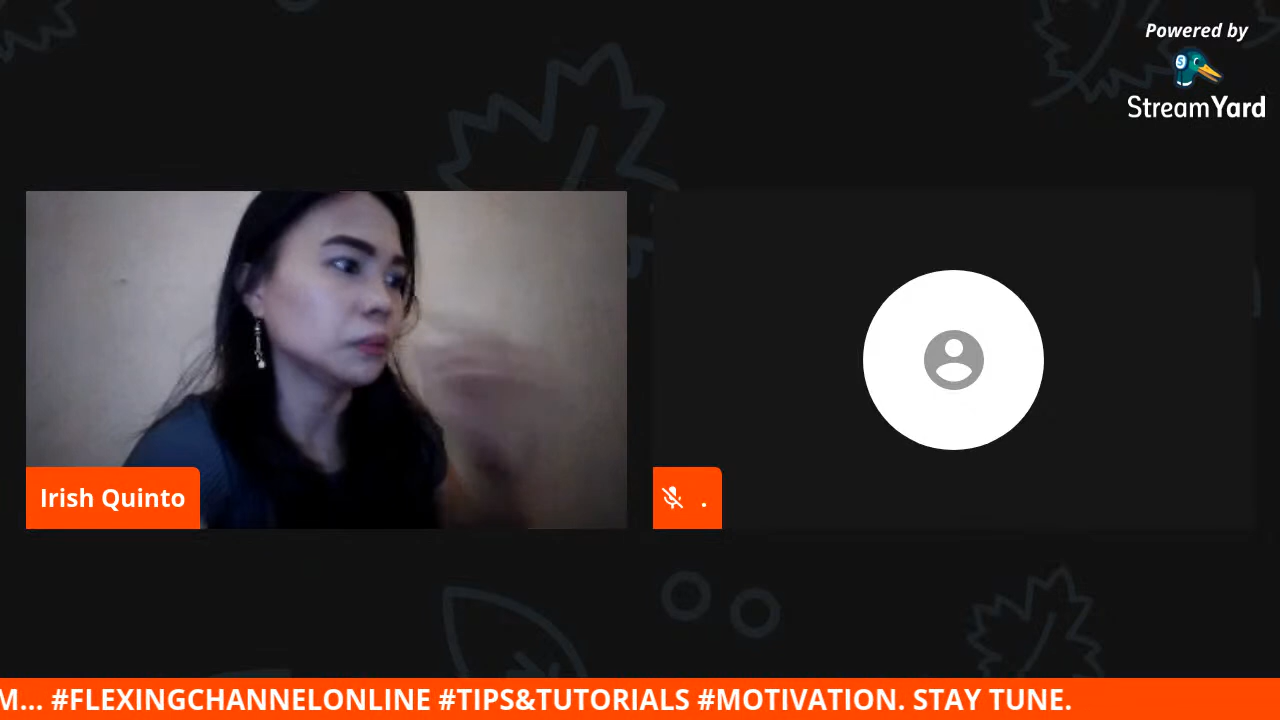 Powered by
StreamYard
Irish Quinto
.
M... #FLEXINGCHANNELONLINE #TIPS&TUTORIALS #MOTIVATION. STAY TUNE.